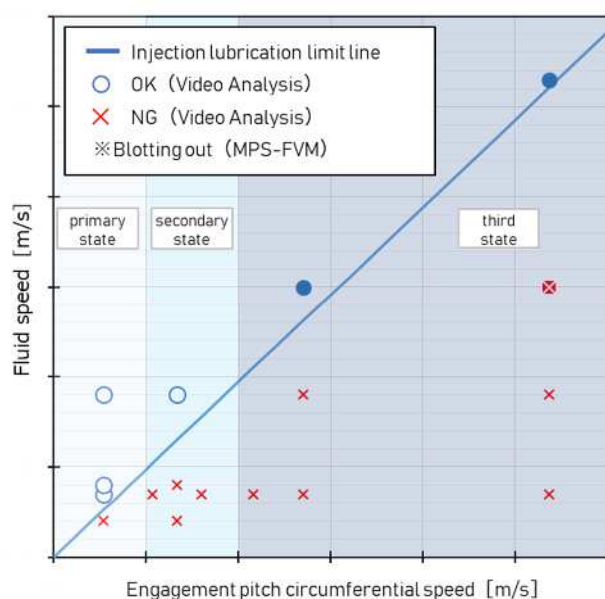 Injection lubrication limit line
OK（Video Analysis）
NG（Video Analysis）
※Blotting out（MPS-FVM）
primary
state
secondary
state
third
state
Fluid speed [m/s]
Engagement pitch circumferential speed [m/s]